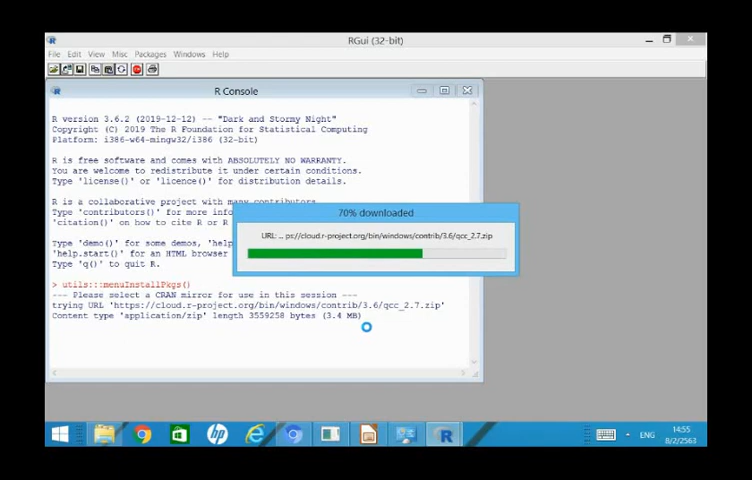 RGui (32-bit)
File Edit View Misc Packages Windows Help
R Console
R version 3.6.2 (2019-12-12) -- "Dark and Stormy Night"
Copyright (C) 2019 The R Foundation for Statistical Computing
Platform: i386-w64-mingw32/i386 (32-bit)
R is free software and comes with ABSOLUTELY NO WARRANTY.
You are welcome to redistribute it under certain conditions.
Type 'license()' or 'licence()' for distribution details.
R is a collaborative project with many contributors.
Type 'contributors()' for more inf
'citation()' on how to cite R or R
Type 'demo()' for some demos, 'help
'help.start()' for an HTML browser
Type 'q()' to quit R.
70% downloaded
URL: ... ps://cloud.r-project.org/bin/windows/contrib/3.6/qcc_2.7.zip
> utils:::menuInstallPkgs()
--- Please select a CRAN mirror for use in this session ---
trying URL 'https://cloud.r-project.org/bin/windows/contrib/3.6/qcc_2.7.zip'
Content type 'application/zip' length 3559258 bytes (3.4 MB)
ENG
14:55
8/2/2563